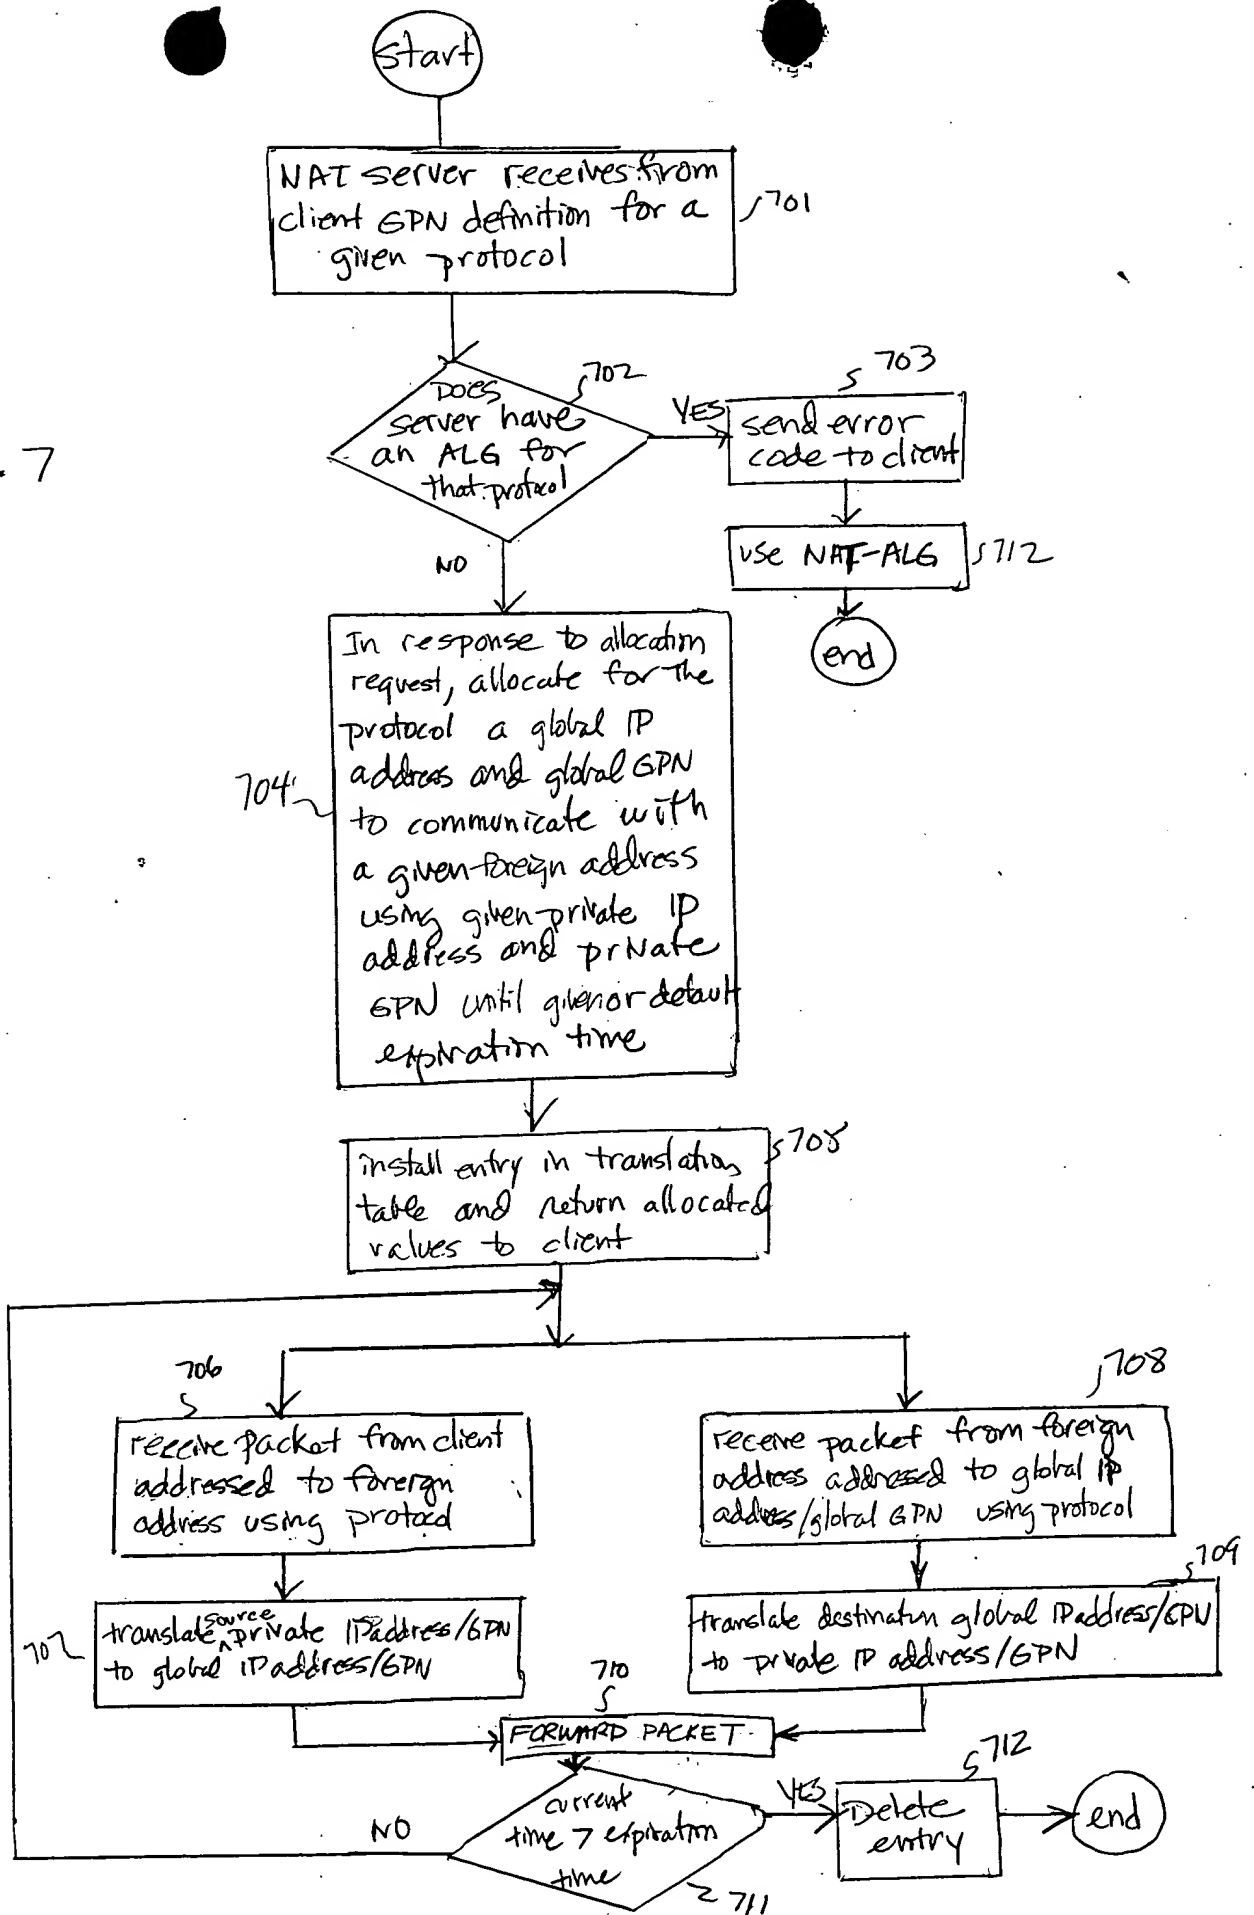 start
NAT server receives from
client GPN definition for a
given protocol
701
Does
server have
an ALG for
that protocol
702
YES
703
send error
code to client
use NAT-ALG
712
end
. 7
NO
In response to allocation
request, allocate for the
protocol a global IP
address and global GPN
to communicate with
a given foreign address
using given private IP
address and private
GPN until given or default
expiration time
704
install entry in translation
table and return allocated
values to client
705
706
receive packet from client
addressed to foreign
address using protocol
708
receive packet from foreign
address addressed to global IP
address/global GPN using protocol
translate source private IP address/GPN
to global IP address/GPN
707
709
translate destination global IP address/GPN
to private IP address/GPN
710
FORWARD PACKET
current
time > expiration
time
711
NO
YES
712
Delete
entry
end